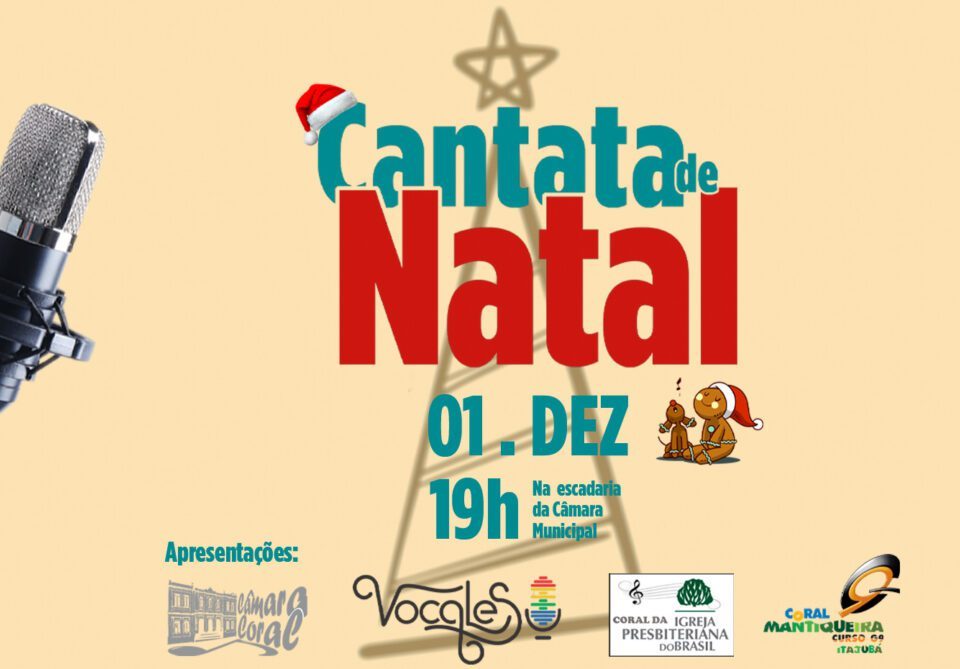 Cantata de
Natal
01 . DEZ
19h
Na escadaria
da Câmara
Municipal
Apresentações:
câmara
coral
Vocales
CORAL DA IGREJA
PRESBITERIANA
DO BRASIL
CORAL
MANTIQUEIRA
CURSO G9
ITAJUBÁ